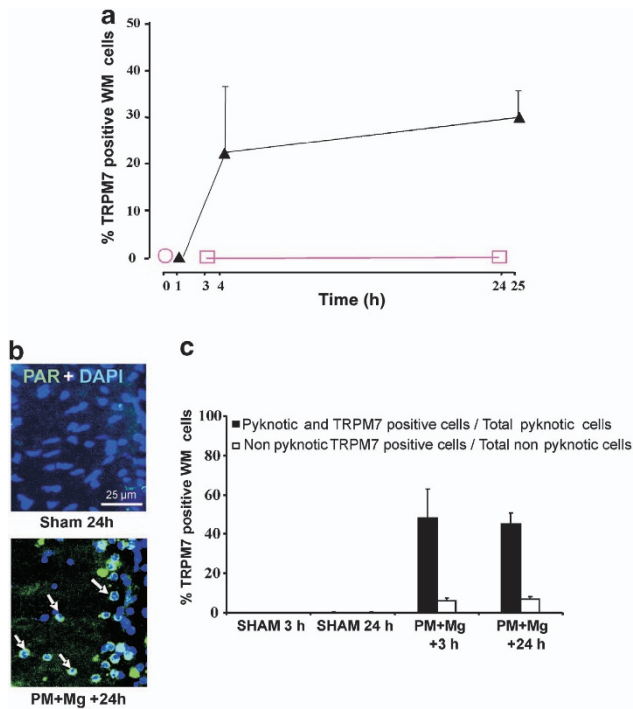 a
50
40
30
20
10
0
% TRPM7 positive WM cells
0 1 3 4 24 25
Time (h)
b
PAR + DAPI
25 µm
Sham 24h
PM+Mg +24h
c
100
80
60
40
20
0
% TRPM7 positive WM cells
Pyknotic and TRPM7 positive cells / Total pyknotic cells
Non pyknotic TRPM7 positive cells / Total non pyknotic cells
SHAM 3 h SHAM 24 h PM+Mg PM+Mg
+3 h +24 h